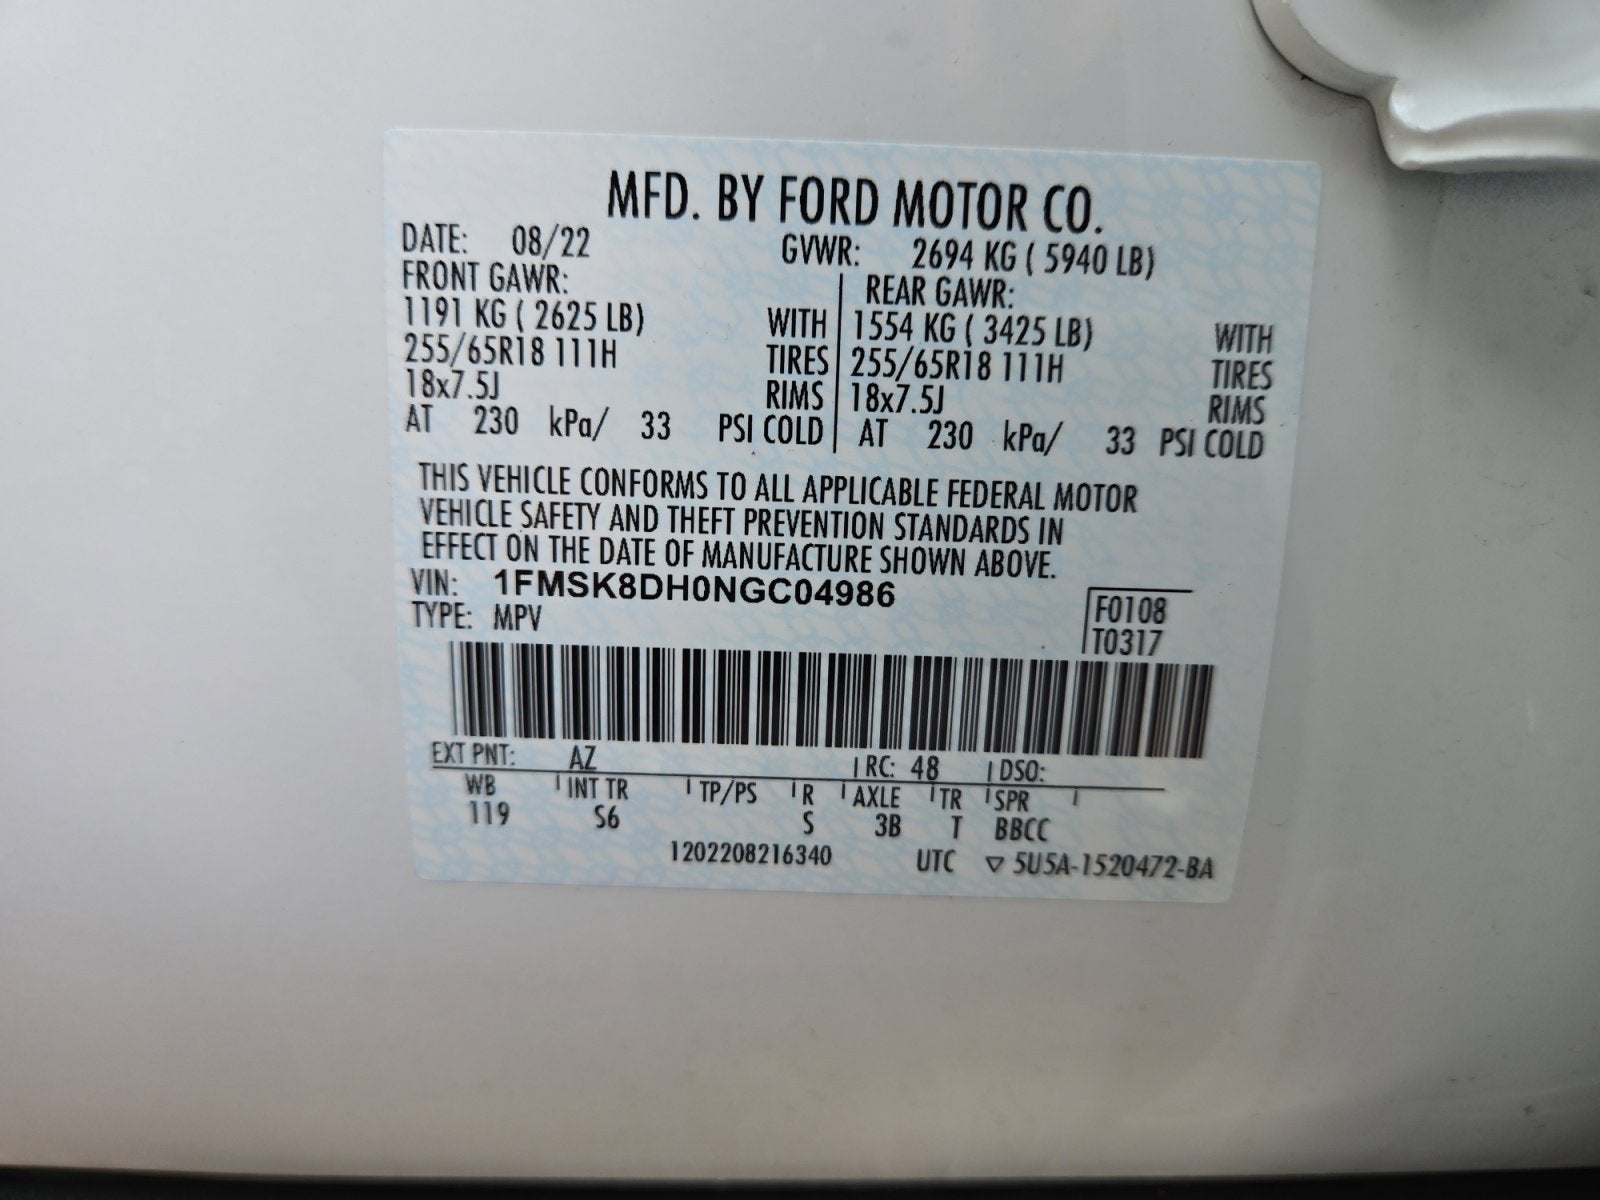 MFD. BY FORD MOTOR CO.
DATE: 08/22 GVWR: 2694 KG ( 5940 LB)
FRONT GAWR: REAR GAWR:
1191 KG ( 2625 LB) WITH 1554 KG ( 3425 LB) WITH
255/65R18 111H TIRES 255/65R18 111H TIRES
18x7.5J RIMS 18x7.5J RIMS
AT 230 kPa/ 33 PSI COLD AT 230 kPa/ 33 PSI COLD
THIS VEHICLE CONFORMS TO ALL APPLICABLE FEDERAL MOTOR
VEHICLE SAFETY AND THEFT PREVENTION STANDARDS IN
EFFECT ON THE DATE OF MANUFACTURE SHOWN ABOVE.
VIN: 1FMSK8DH0NGC04986
TYPE: MPV
F0108
T0317
EXT PNT: AZ RC: 48 DSO:
WB INT TR TP/PS R AXLE TR SPR
119 S6 S 3B T BBCC
1202208216340 UTC ▽ 5U5A-1520472-BA